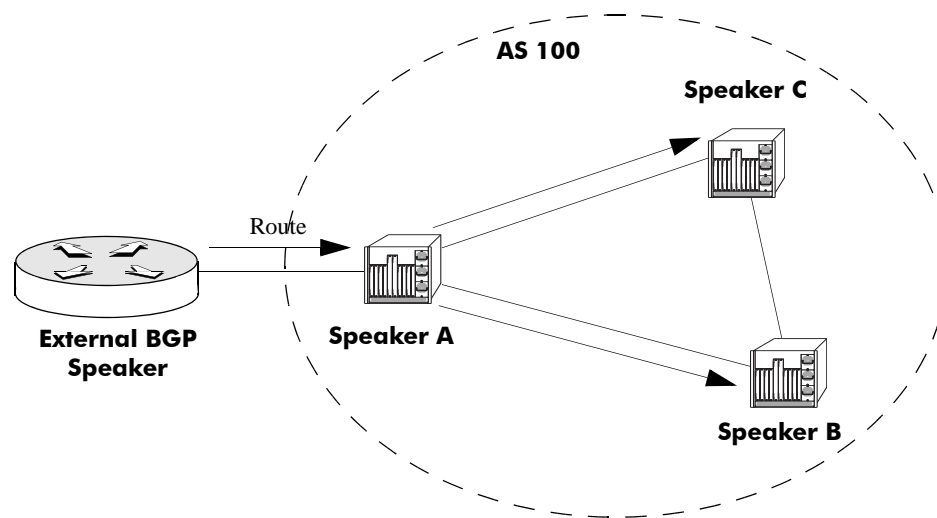 AS 100
Speaker C
Route
External BGP
Speaker
Speaker A
Speaker B